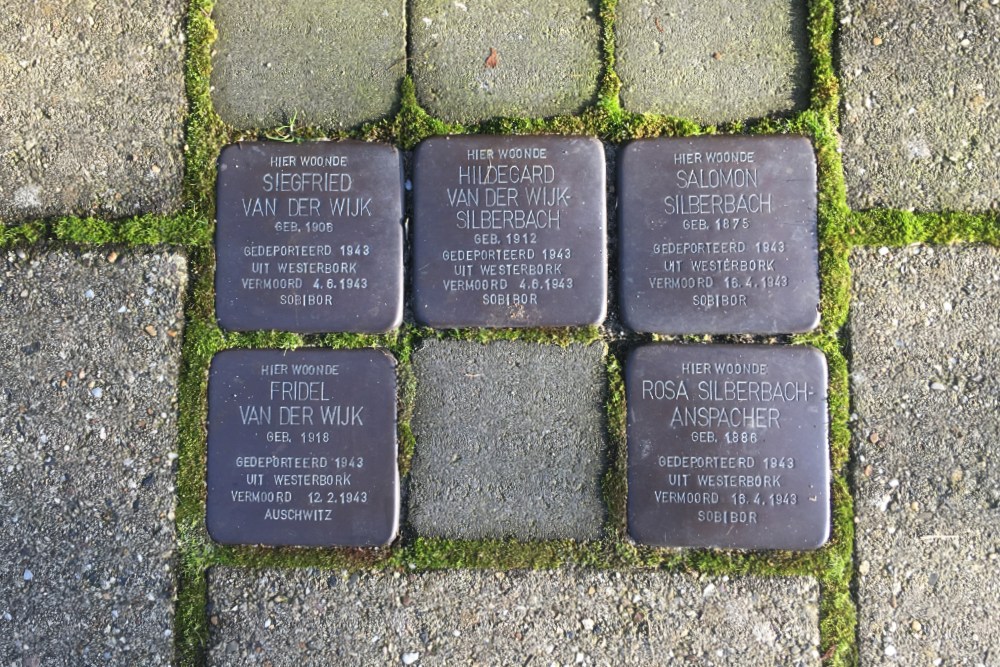 HIER WOONDE
SIEGFRIED
VAN DER WIJK
GEB. 1908
GEDEPORTEERD 1943
UIT WESTERBORK
VERMOORD 4.6.1943
SOBIBOR
HIER WOONDE
HILDEGARD
VAN DER WIJK-
SILBERBACH
GEB. 1912
GEDEPORTEERD 1943
UIT WESTERBORK
VERMOORD 4.6.1943
SOBIBOR
HIER WOONDE
SALOMON
SILBERBACH
GEB. 1875
GEDEPORTEERD 1943
UIT WESTERBORK
VERMOORD 16.4.1943
SOBIBOR
HIER WOONDE
FRIDEL
VAN DER WIJK
GEB. 1918
GEDEPORTEERD 1943
UIT WESTERBORK
VERMOORD 12.2.1943
AUSCHWITZ
HIER WOONDE
ROSA SILBERBACH-
ANSPACHER
GEB. 1886
GEDEPORTEERD 1943
UIT WESTERBORK
VERMOORD 16.4.1943
SOBIBOR